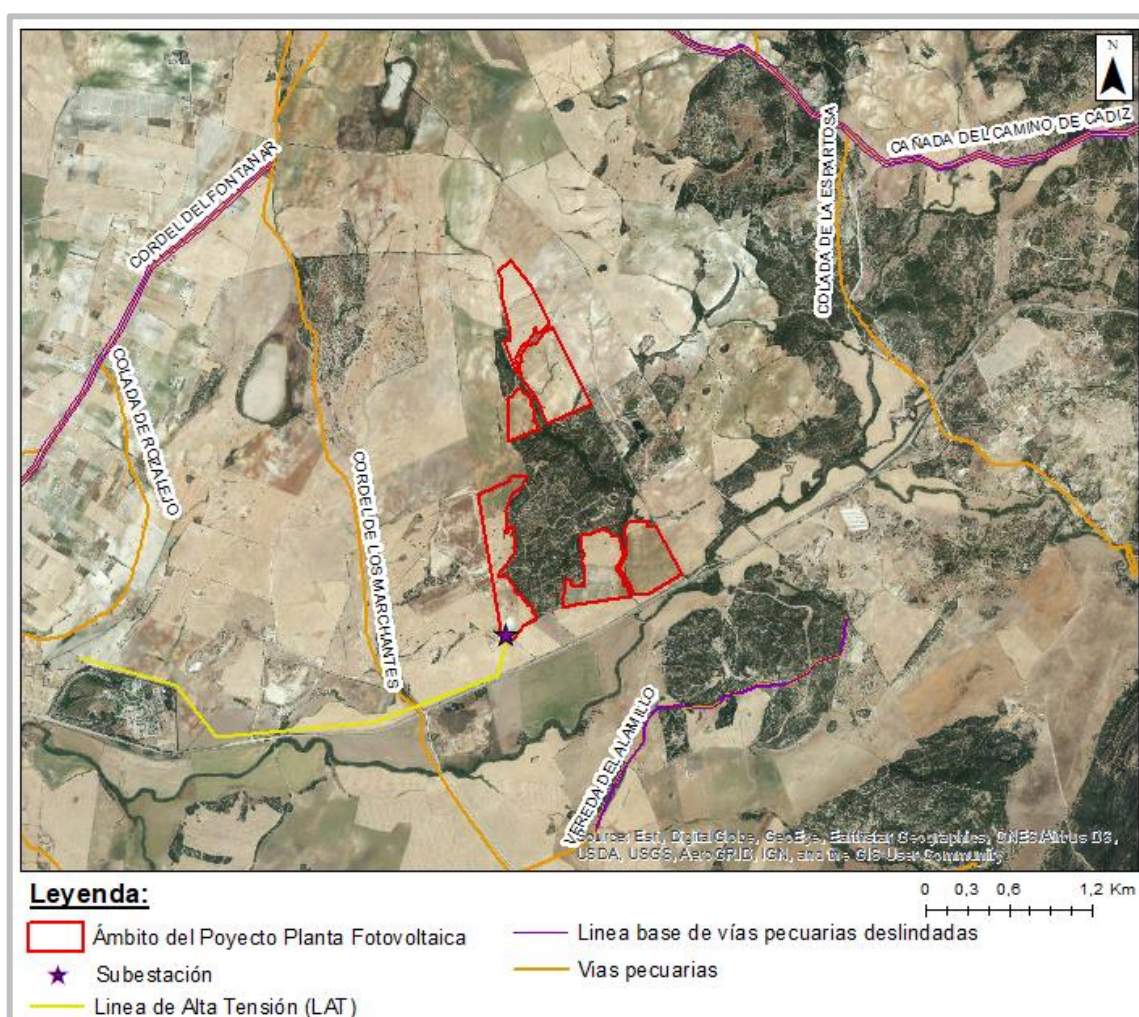 N
CAÑADA DEL CAMINO DE CÁDIZ
COLADA DE LA ESPARTOSA
CORDEL DEL FONTANAR
COLADA DE ROZALEJO
CORDEL DE LOS MARCHANTES
VEREDA DEL ALAMILLO
Source: Esri, Digital Globe, GeoEye, Earthstar Geographics, CNES/Airbus DS,
USDA, USGS, AeroGRID, IGN, and the GIS User Community
Leyenda:
0 0,3 0,6 1,2 Km
Ámbito del Poyecto Planta Fotovoltaica
Linea base de vías pecuarias deslindadas
Subestación
Vias pecuarias
Linea de Alta Tensión (LAT)